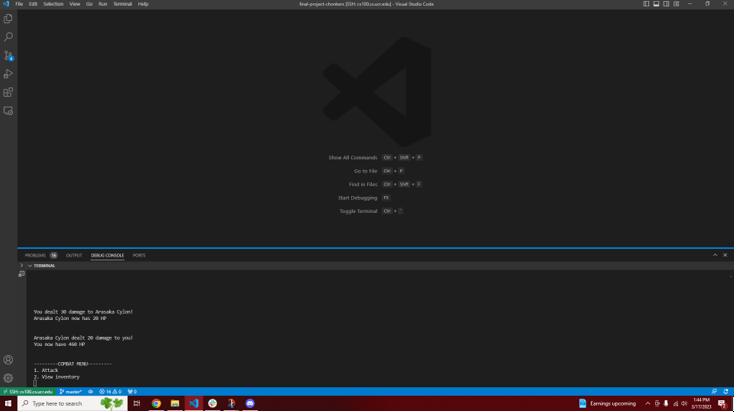 File Edit Selection View Go Run Terminal Help
final-project-chonkers [SSH: cs100.cs.ucr.edu] - Visual Studio Code
Show All Commands Ctrl + Shift + P
Go to File Ctrl + P
Find in Files Ctrl + Shift + F
Start Debugging F5
Toggle Terminal Ctrl + `
PROBLEMS 16 OUTPUT DEBUG CONSOLE PORTS
TERMINAL
You dealt 30 damage to Arasaka Cylon!
Arasaka Cylon now has 20 HP
Arasaka Cylon dealt 20 damage to you!
You now have 460 HP
---------COMBAT MENU---------
1. Attack
2. View inventory
SSH: cs100.cs.ucr.edu master* 16 0 0
Type here to search
Earnings upcoming
1:44 PM
3/17/2023